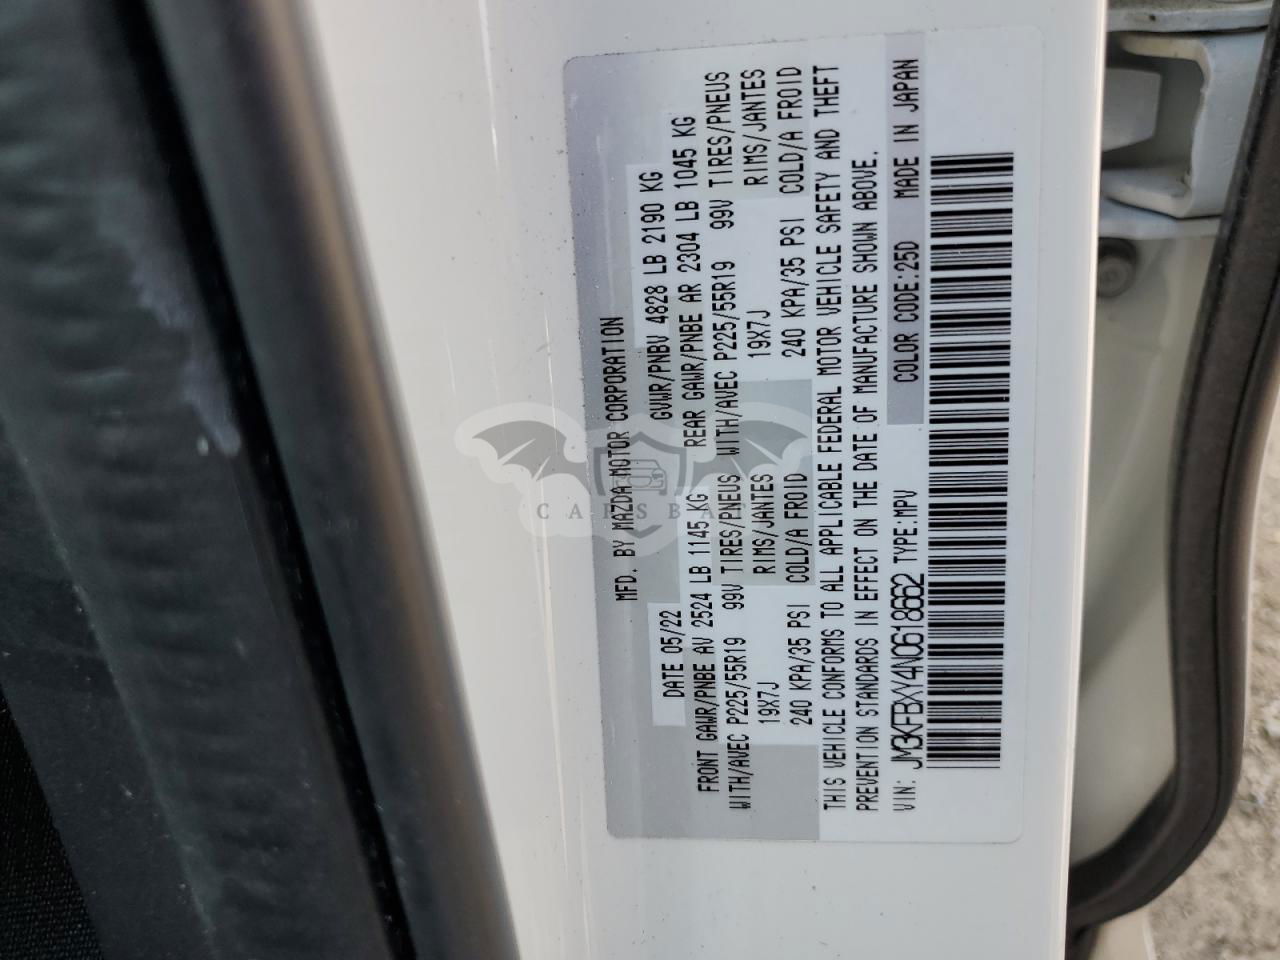 MFD. BY MAZDA MOTOR CORPORATION
DATE 05/22 GVWR/PNBV 4828 LB 2190 KG
FRONT GAWR/PNBE AV 2524 LB 1145 KG REAR GAWR/PNBE AR 2304 LB 1045 KG
WITH/AVEC P225/55R19 99V TIRES/PNEUS WITH/AVEC P225/55R19 99V TIRES/PNEUS
19X7J RIMS/JANTES 19X7J RIMS/JANTES
240 KPA/35 PSI COLD/A FROID 240 KPA/35 PSI COLD/A FROID
THIS VEHICLE CONFORMS TO ALL APPLICABLE FEDERAL MOTOR VEHICLE SAFETY AND THEFT
PREVENTION STANDARDS IN EFFECT ON THE DATE OF MANUFACTURE SHOWN ABOVE.
VIN: JM3KFBXY4N0618662 TYPE:MPV COLOR CODE:25D MADE IN JAPAN
CARSBAT